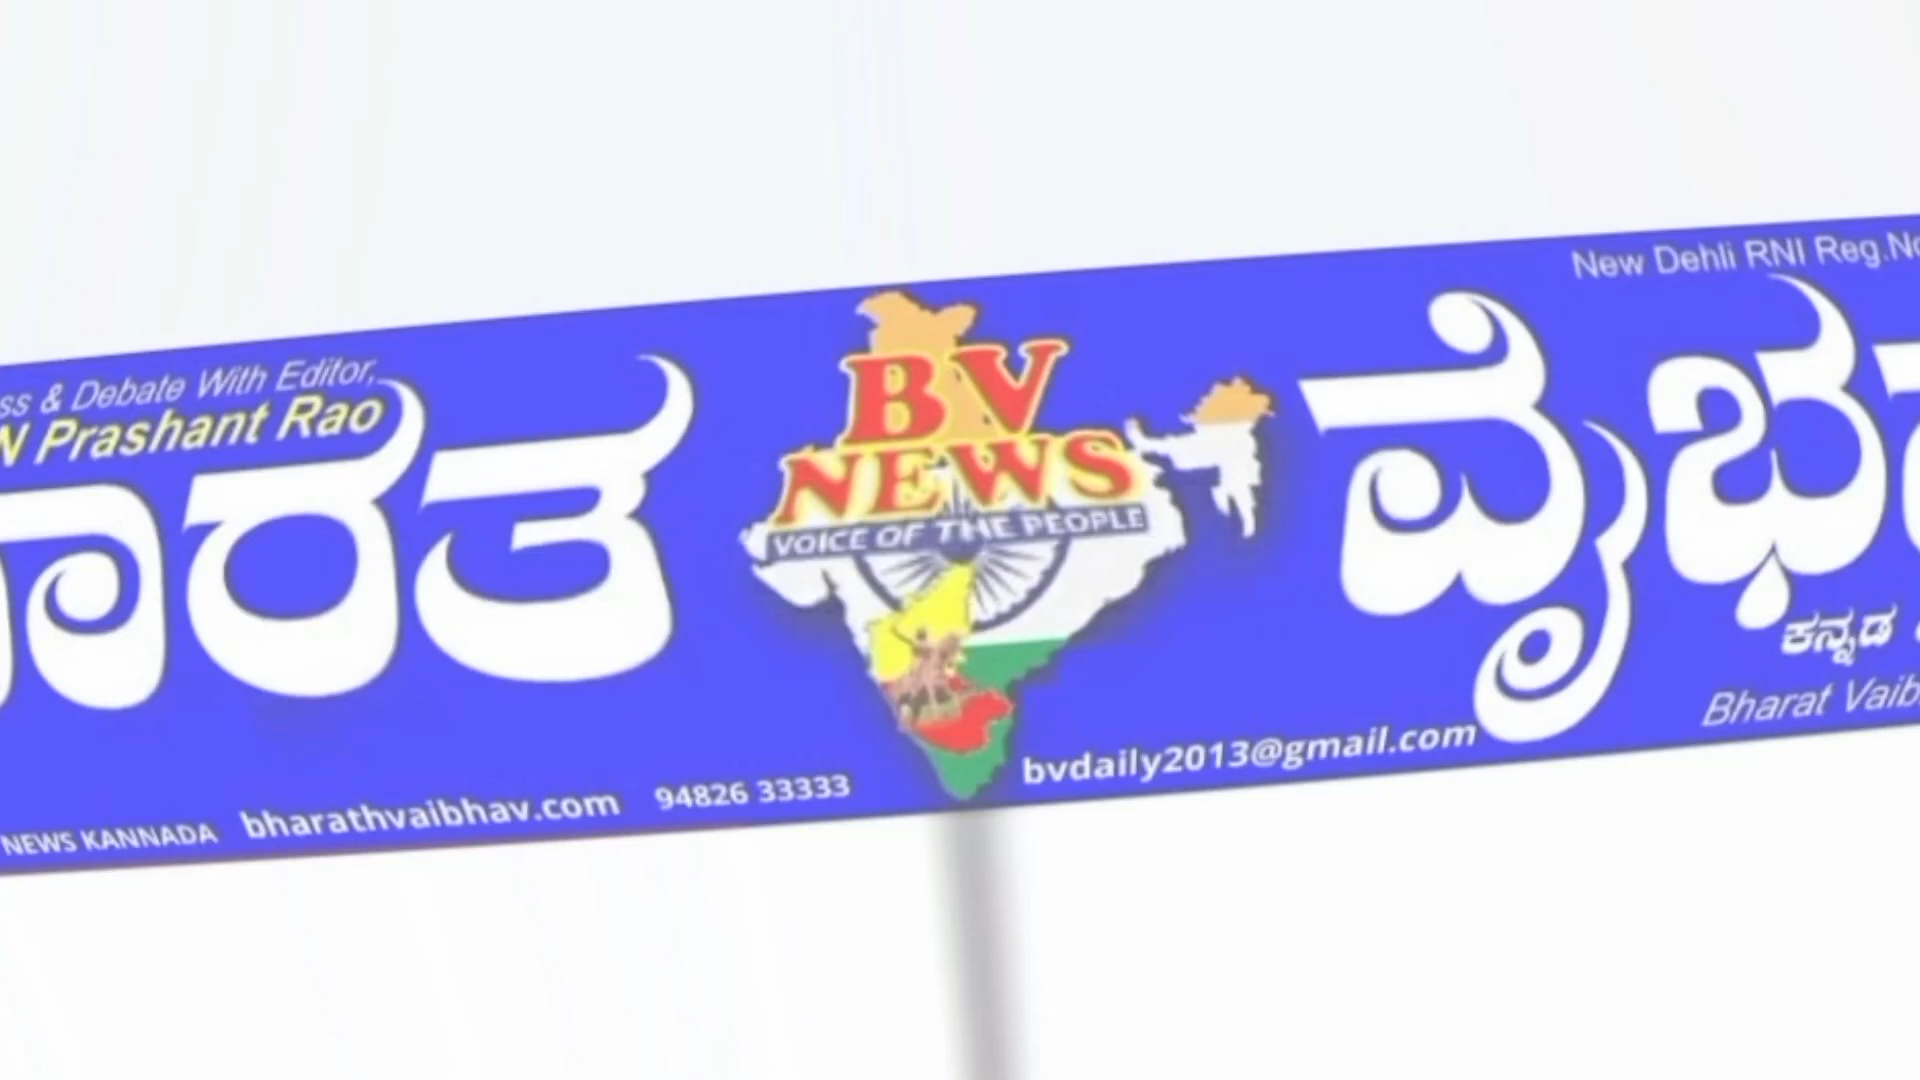 ss & Debate With Editor,
N Prashant Rao
ಾರತ
BV
NEWS
VOICE OF THE PEOPLE
New Dehli RNI Reg.No
ವೈಭವ
ಕನ್ನಡ
Bharat Vaib
NEWS KANNADA bharathvaibhav.com 94826 33333 bvdaily2013@gmail.com